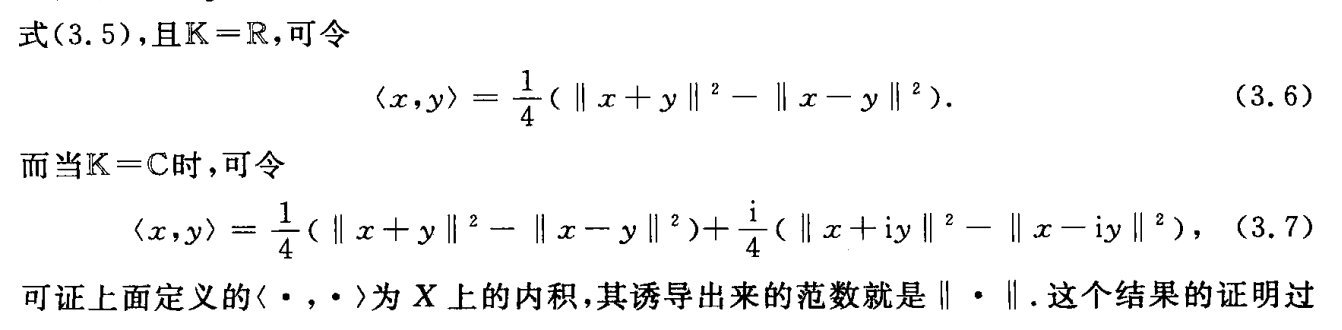 式(3.5),且𝕂=ℝ,可令
⟨x,y⟩ = 1/4 ( ‖ x + y ‖² − ‖ x − y ‖² ). (3.6)
而当𝕂=ℂ时,可令
⟨x,y⟩ = 1/4 ( ‖ x + y ‖² − ‖ x − y ‖² ) + i/4 ( ‖ x + iy ‖² − ‖ x − iy ‖² ), (3.7)
可证上面定义的⟨ · , · ⟩为 X 上的内积,其诱导出来的范数就是 ‖ · ‖ . 这个结果的证明过